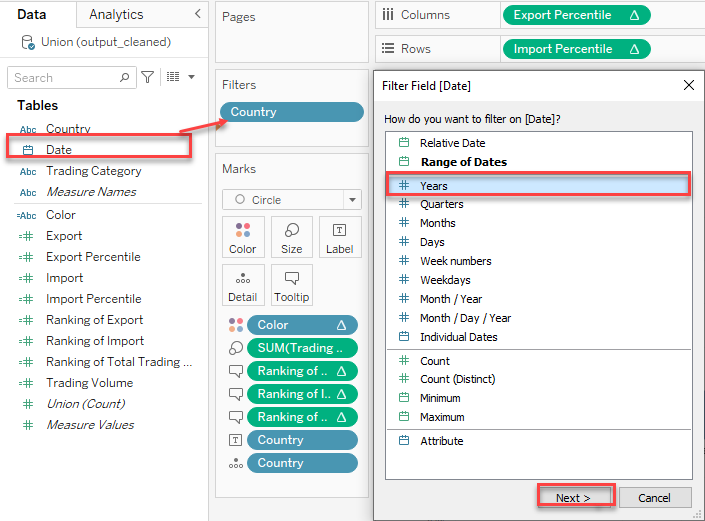 Data
Analytics
Union (output_cleaned)
Search
Tables
Abc Country
Date
Abc Trading Category
Abc Measure Names
=Abc Color
Export
Export Percentile
Import
Import Percentile
Ranking of Export
Ranking of Import
Ranking of Total Trading ...
Trading Volume
Union (Count)
Measure Values
Pages
Filters
Country
Marks
Circle
Color
Size
Label
Detail
Tooltip
Color
SUM(Trading ..
Ranking of ..
Ranking of I..
Ranking of ..
Country
Country
Columns
Export Percentile
Rows
Import Percentile
Filter Field [Date]
How do you want to filter on [Date]?
Relative Date
Range of Dates
Years
Quarters
Months
Days
Week numbers
Weekdays
Month / Year
Month / Day / Year
Individual Dates
Count
Count (Distinct)
Minimum
Maximum
Attribute
Next >
Cancel